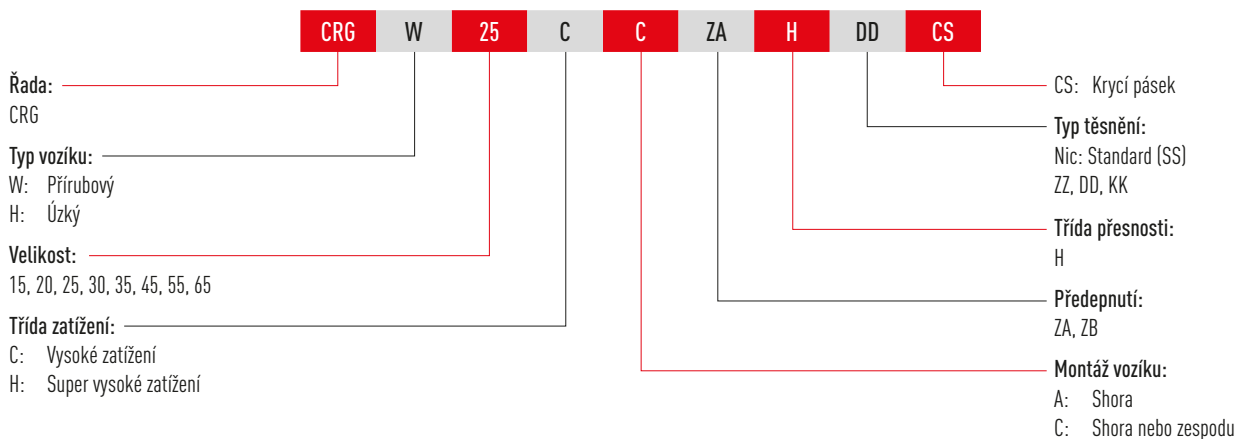 CRG W 25 C C ZA H DD CS
Řada:
CRG
Typ vozíku:
W: Přírubový
H: Úzký
Velikost:
15, 20, 25, 30, 35, 45, 55, 65
Třída zatížení:
C: Vysoké zatížení
H: Super vysoké zatížení
CS: Krycí pásek
Typ těsnění:
Nic: Standard (SS)
ZZ, DD, KK
Třída přesnosti:
H
Předepnutí:
ZA, ZB
Montáž vozíku:
A: Shora
C: Shora nebo zespodu